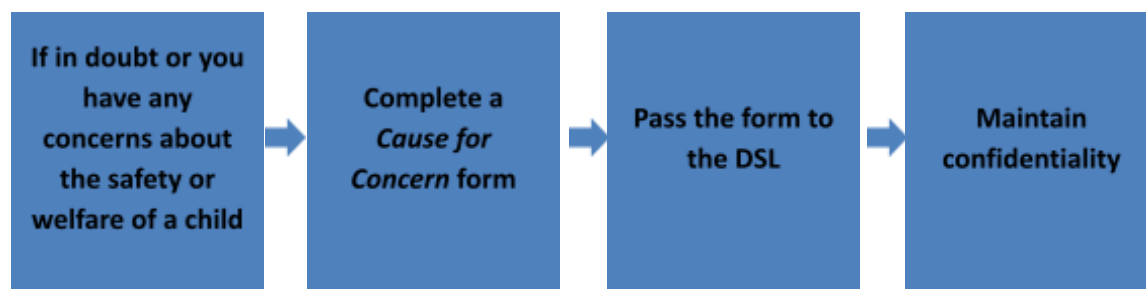 If in doubt or you
have any
concerns about
the safety or
welfare of a child
Complete a
Cause for
Concern form
Pass the form to
the DSL
Maintain
confidentiality